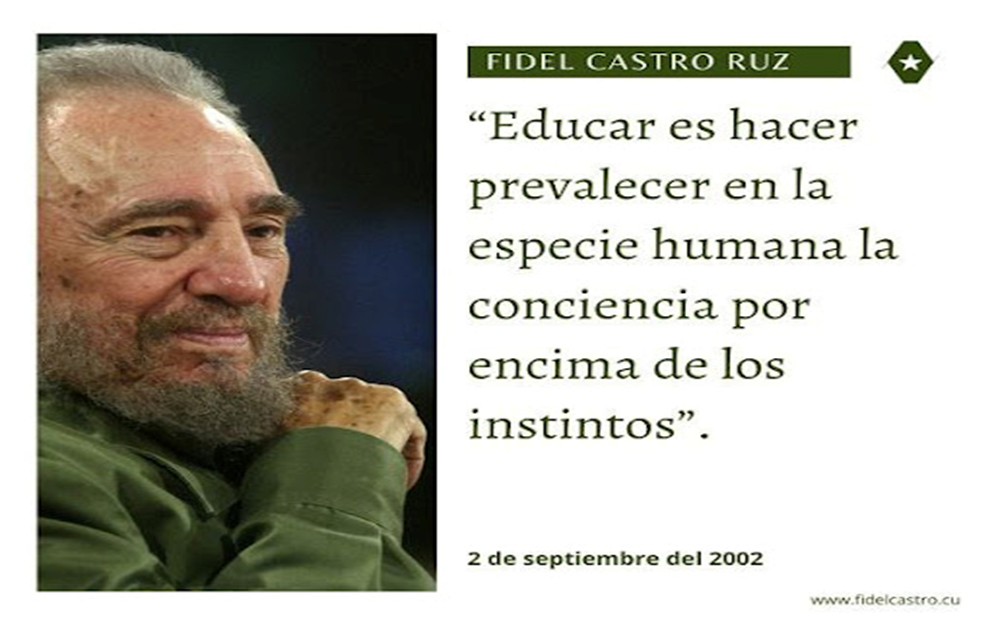 FIDEL CASTRO RUZ
“Educar es hacer
prevalecer en la
especie humana la
conciencia por
encima de los
instintos”.
2 de septiembre del 2002
www.fidelcastro.cu